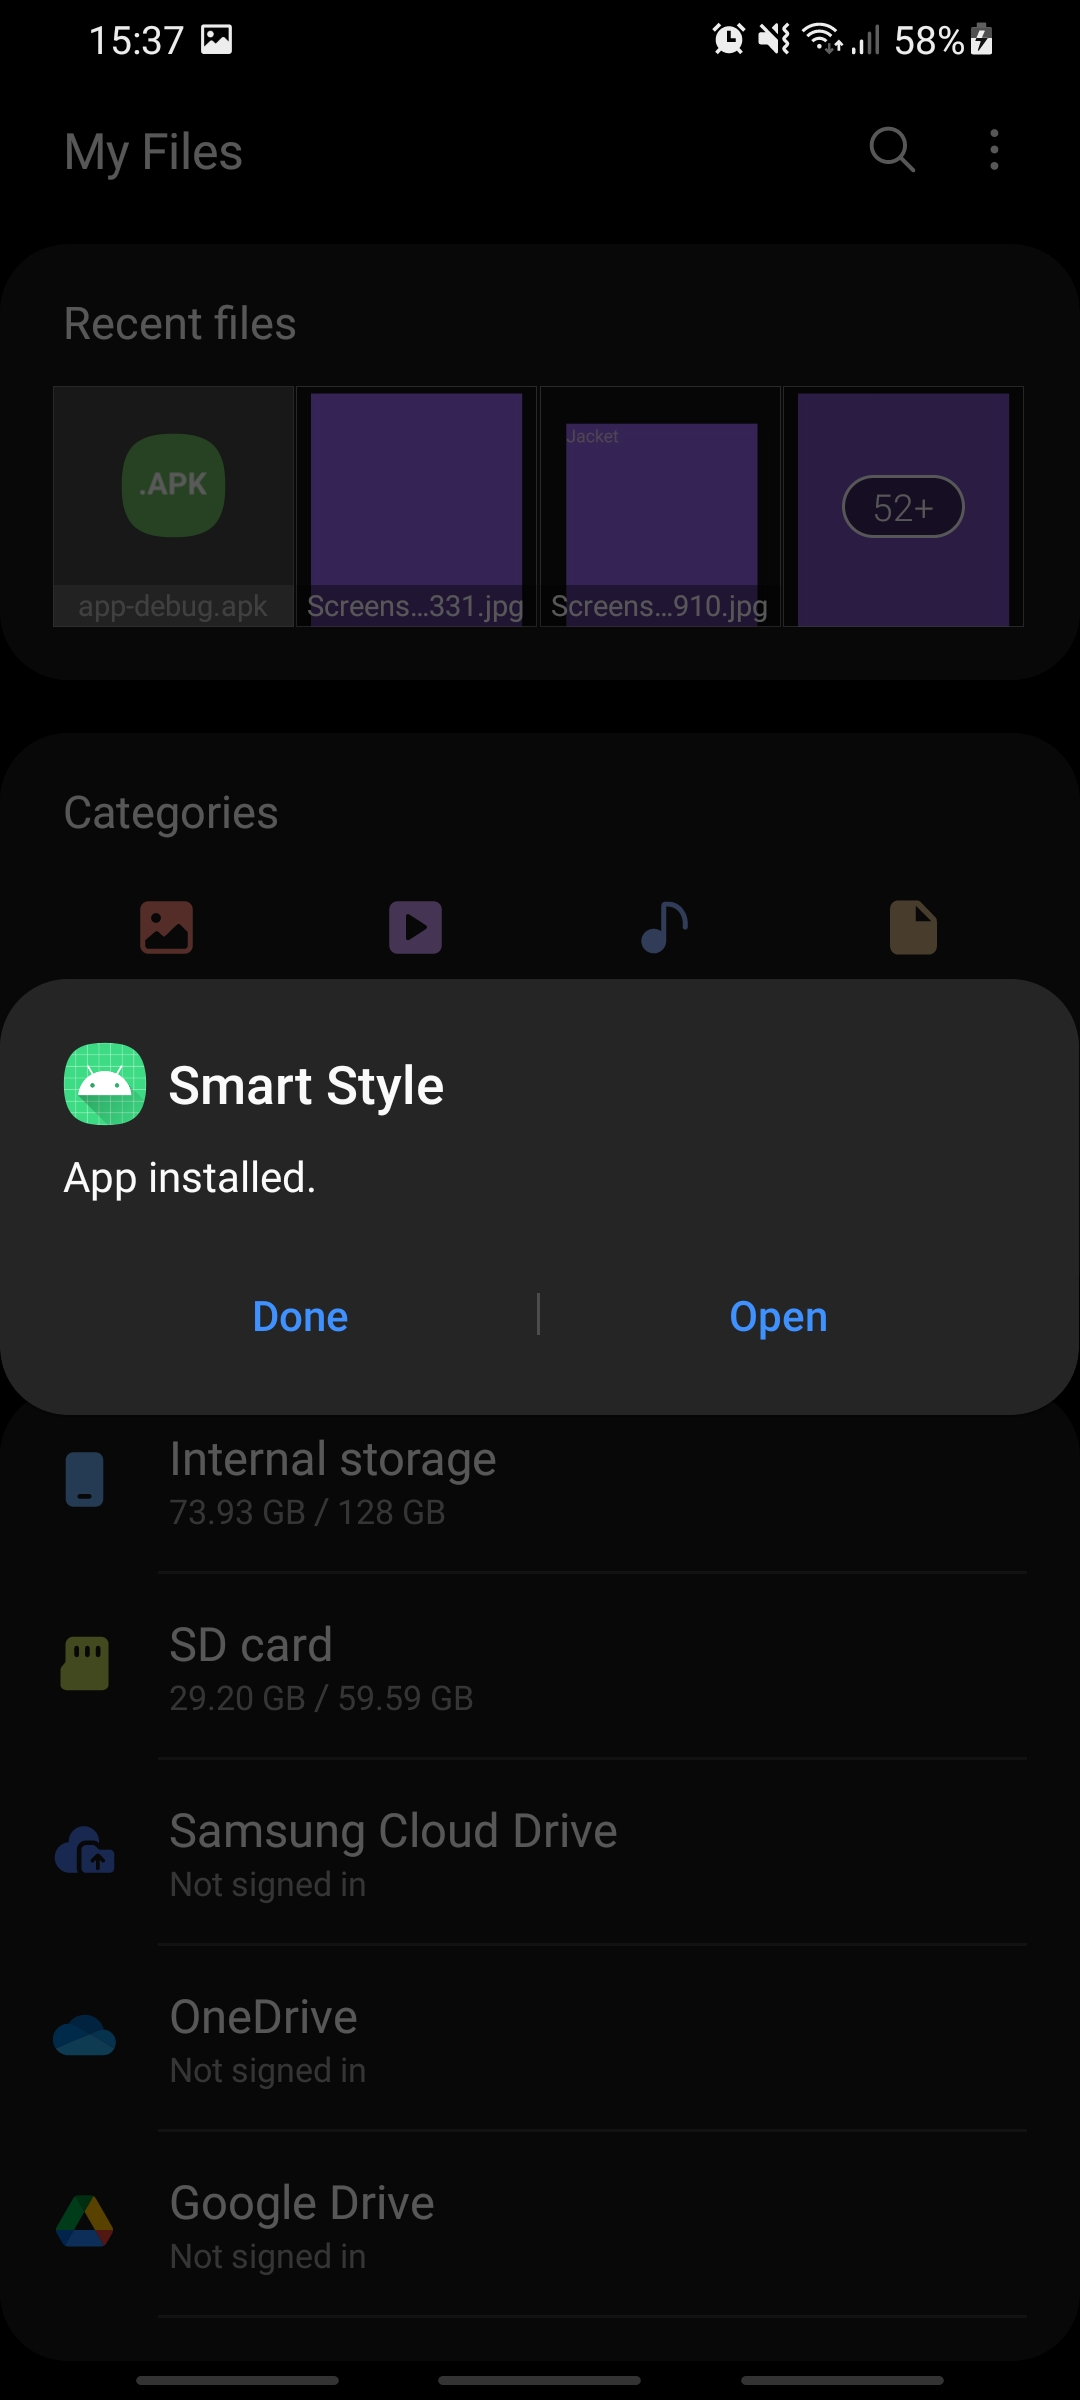 15:37 58%
My Files
Recent files
.APK
Jacket
52+
app-debug.apk Screens...331.jpg Screens...910.jpg
Categories
Smart Style
App installed.
Done Open
Internal storage
73.93 GB / 128 GB
SD card
29.20 GB / 59.59 GB
Samsung Cloud Drive
Not signed in
OneDrive
Not signed in
Google Drive
Not signed in